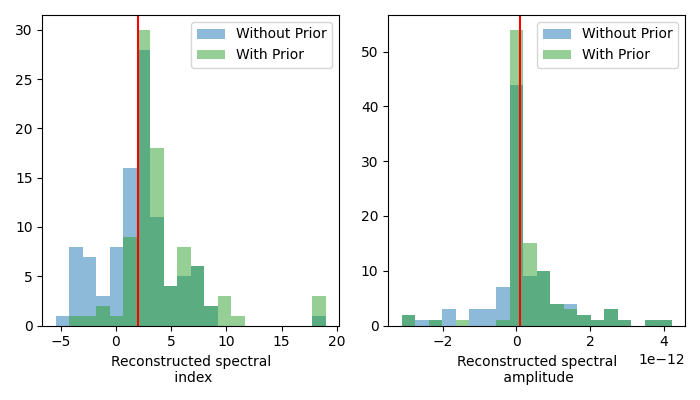 30
25
20
15
10
5
0
−5
0
5
10
15
20
Without Prior
With Prior
Reconstructed spectral
index
50
40
30
20
10
0
−2
0
2
4
1e−12
Without Prior
With Prior
Reconstructed spectral
amplitude